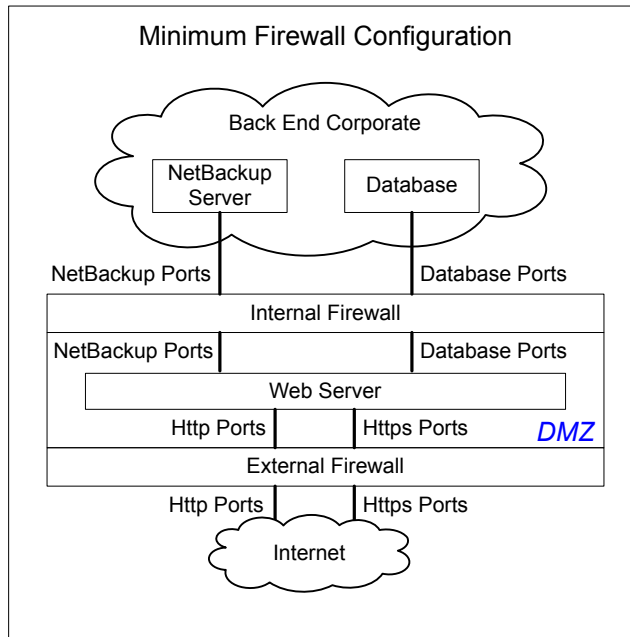 Minimum Firewall Configuration
Back End Corporate
NetBackup
Server
Database
NetBackup Ports
Database Ports
Internal Firewall
NetBackup Ports
Database Ports
Web Server
Http Ports
Https Ports
DMZ
External Firewall
Http Ports
Https Ports
Internet